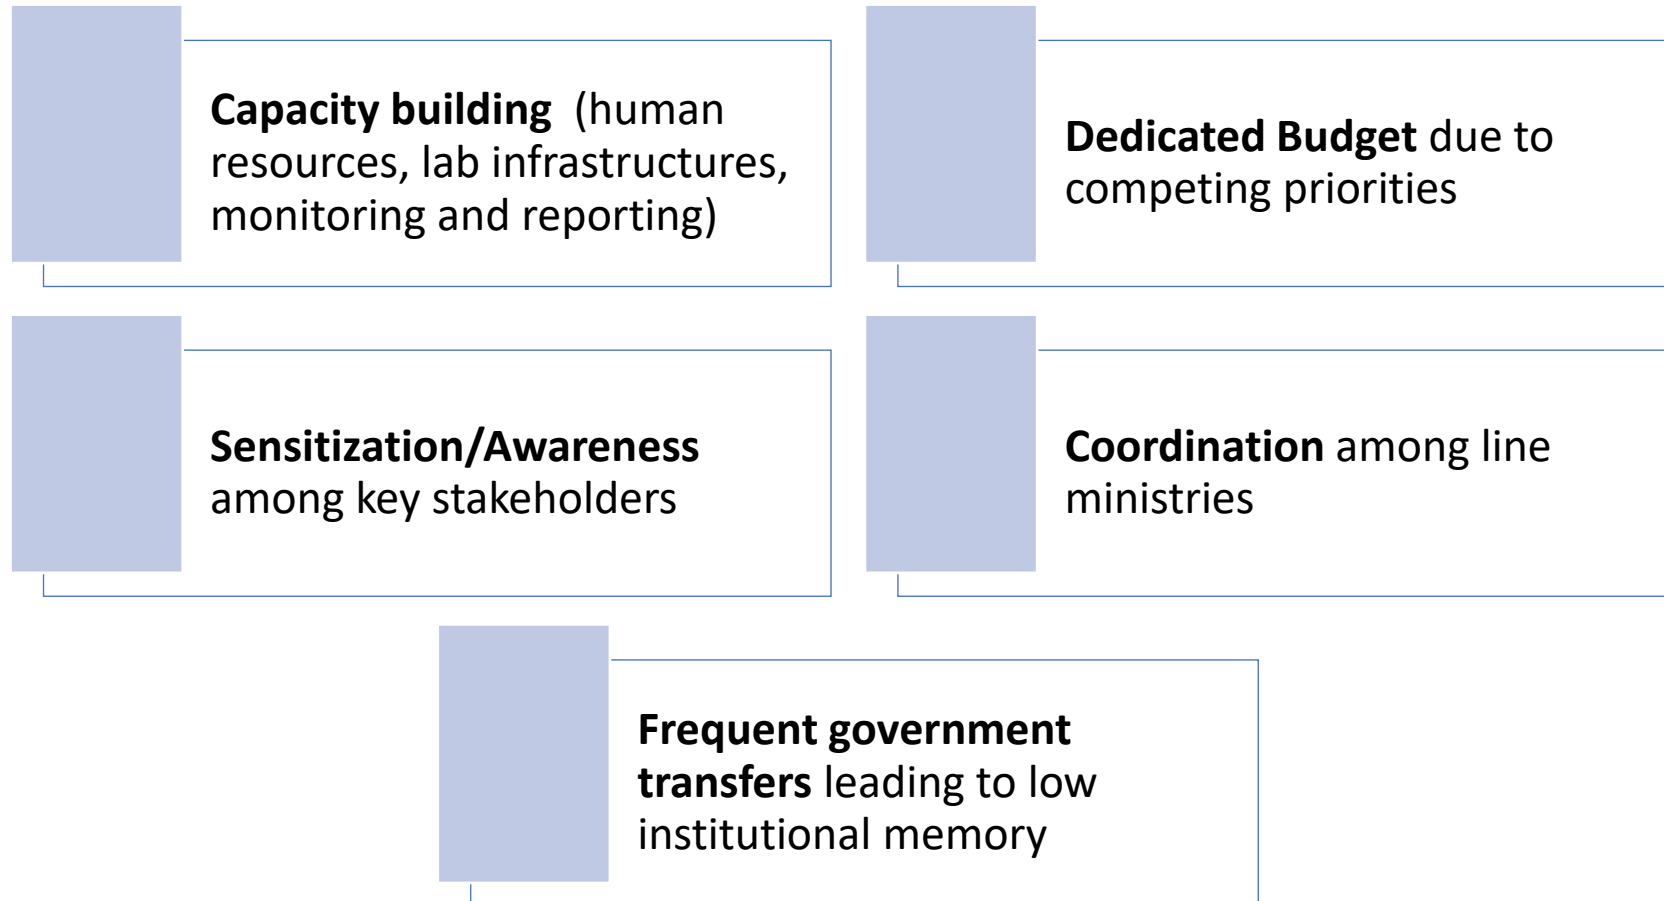 Capacity building (human
resources, lab infrastructures,
monitoring and reporting)
Dedicated Budget due to
competing priorities
Sensitization/Awareness
among key stakeholders
Coordination among line
ministries
Frequent government
transfers leading to low
institutional memory